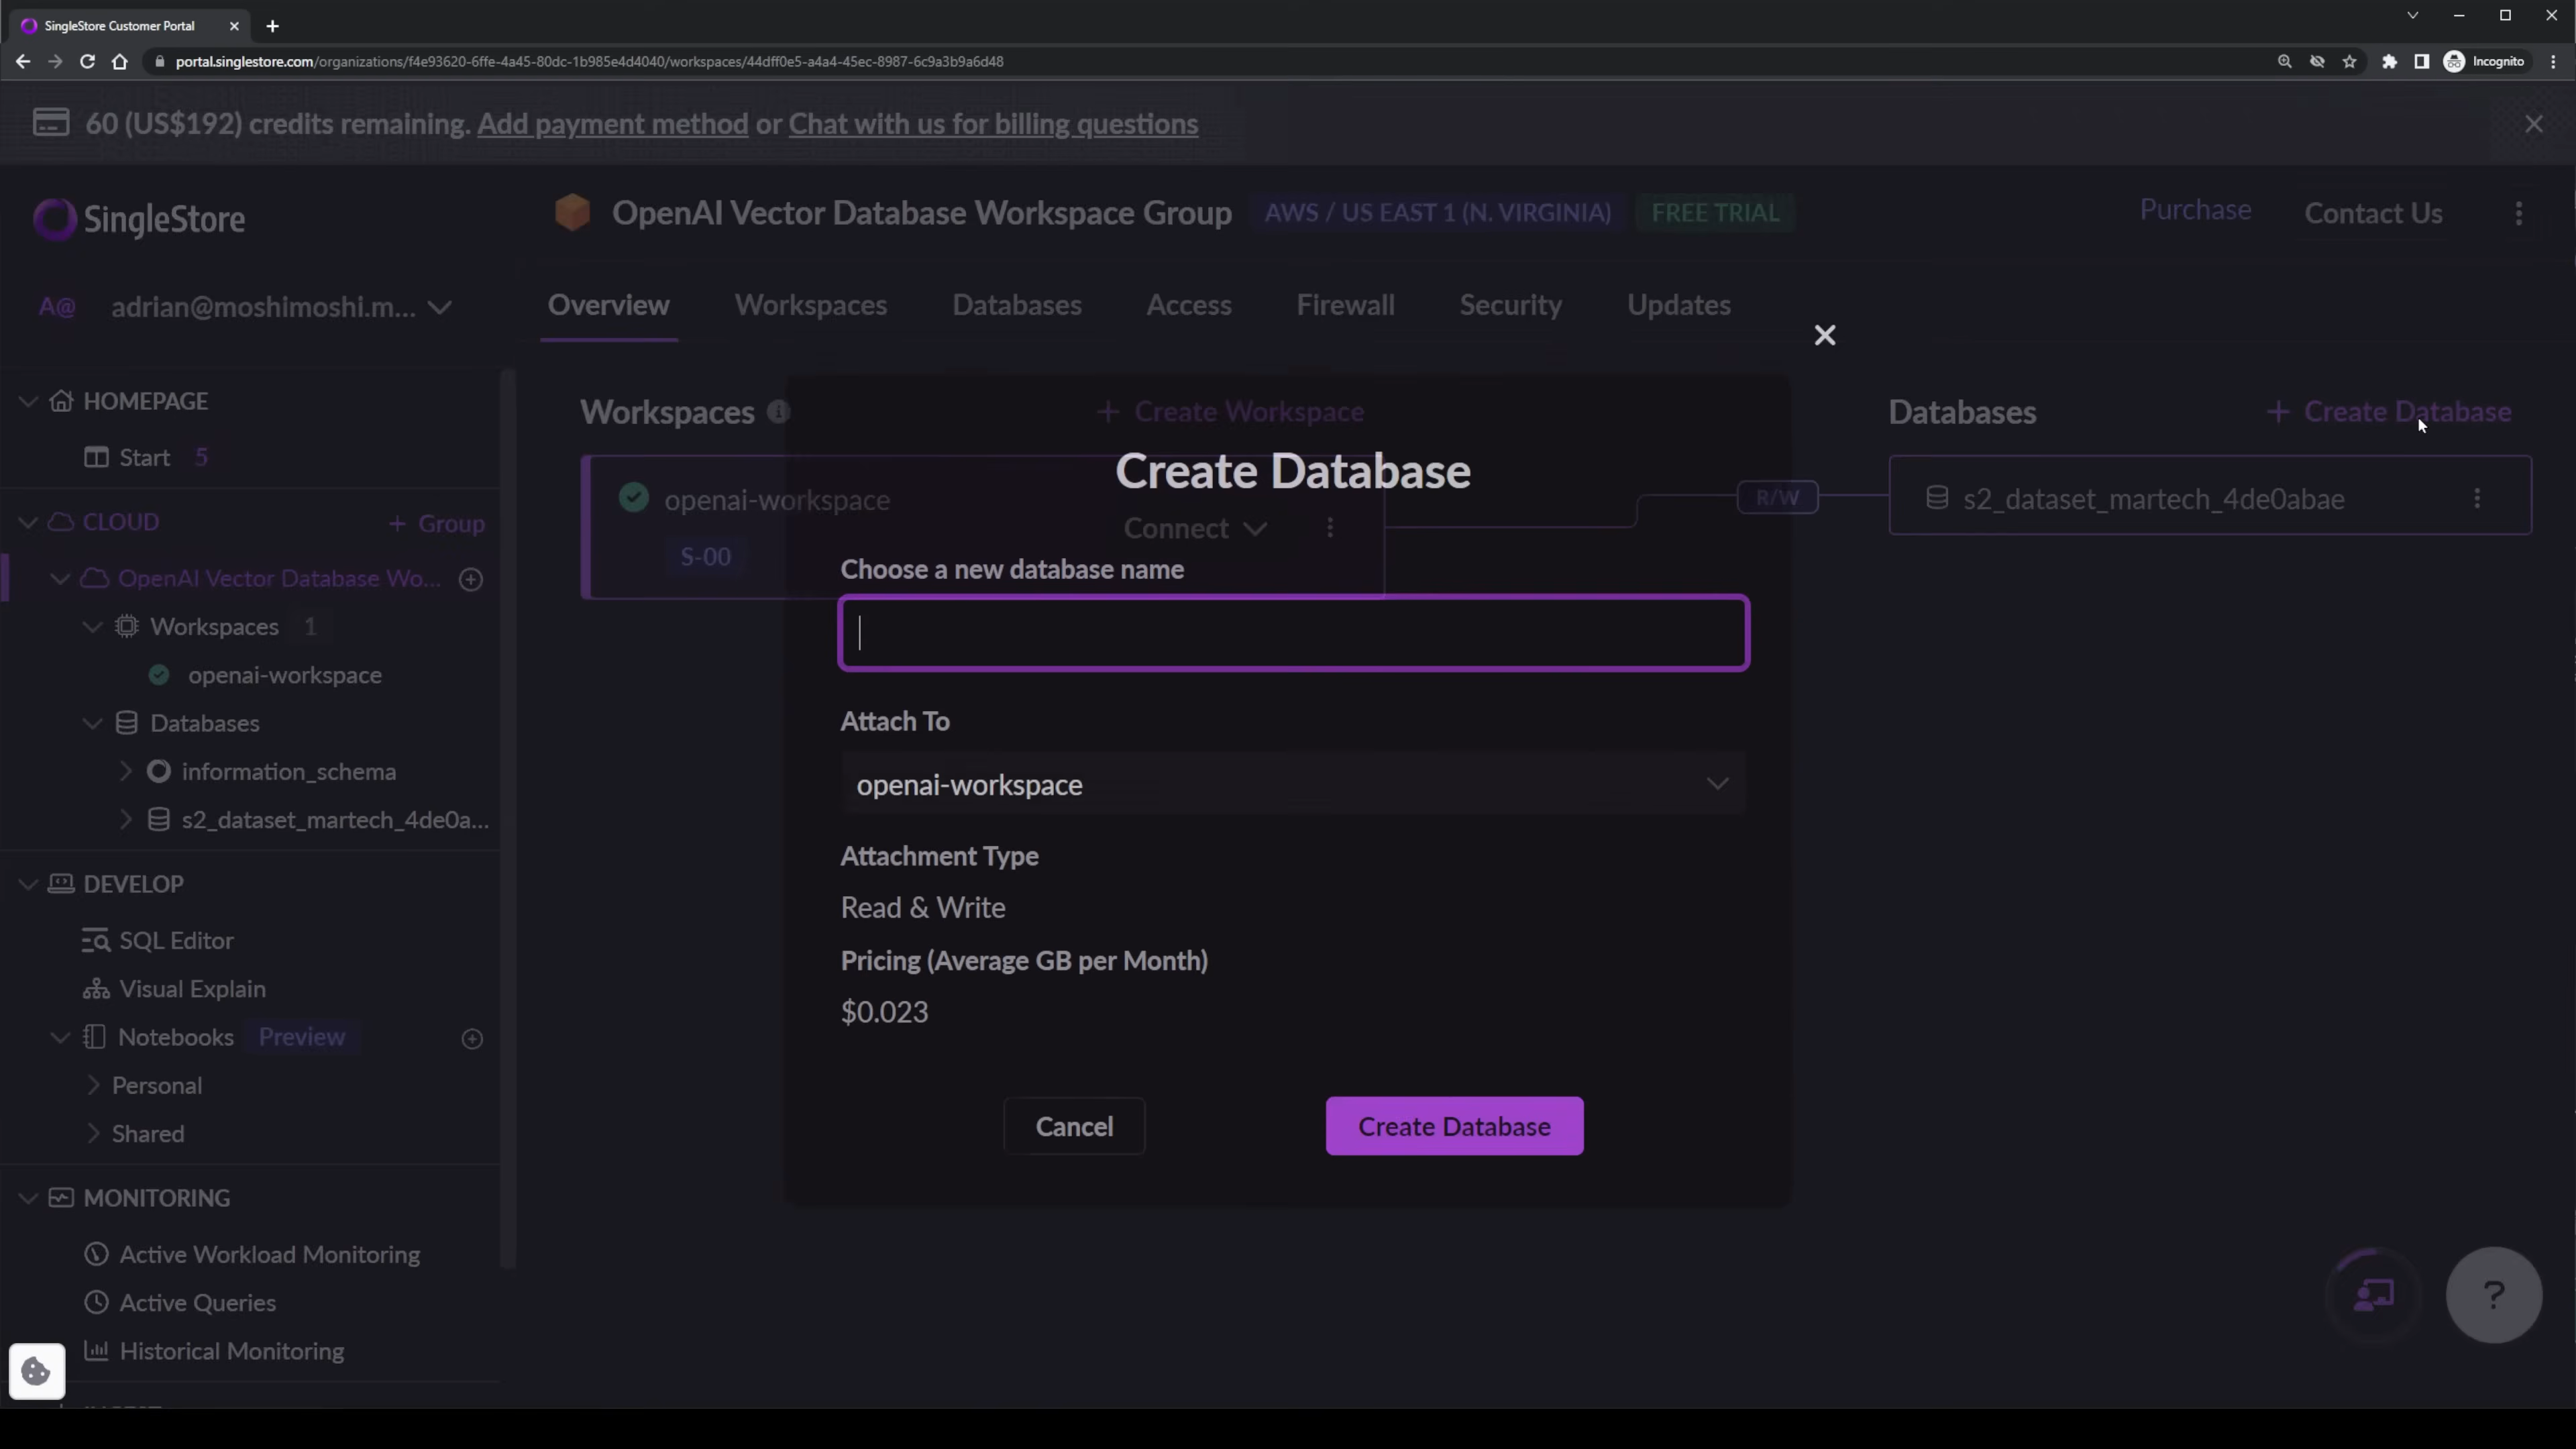 SingleStore Customer Portal
portal.singlestore.com/organizations/f4e93620-6ffe-4a45-80dc-1b985e4d4040/workspaces/44dff0e5-a4a4-45ec-8987-6c9a3b9a6d48
Incognito
60 (US$192) credits remaining. Add payment method or Chat with us for billing questions
SingleStore
OpenAI Vector Database Workspace Group
AWS / US EAST 1 (N. VIRGINIA)
FREE TRIAL
Purchase
Contact Us
A@
adrian@moshimoshi.m...
Overview
Workspaces
Databases
Access
Firewall
Security
Updates
HOMEPAGE
Start 5
CLOUD
+ Group
OpenAI Vector Database Wo...
Workspaces 1
openai-workspace
Databases
information_schema
s2_dataset_martech_4de0a...
DEVELOP
SQL Editor
Visual Explain
Notebooks Preview
Personal
Shared
MONITORING
Active Workload Monitoring
Active Queries
Historical Monitoring
Workspaces
+ Create Workspace
openai-workspace
S-00
Connect
R/W
Databases
+ Create Database
s2_dataset_martech_4de0abae
Create Database
Choose a new database name
Attach To
openai-workspace
Attachment Type
Read & Write
Pricing (Average GB per Month)
$0.023
Cancel
Create Database
?